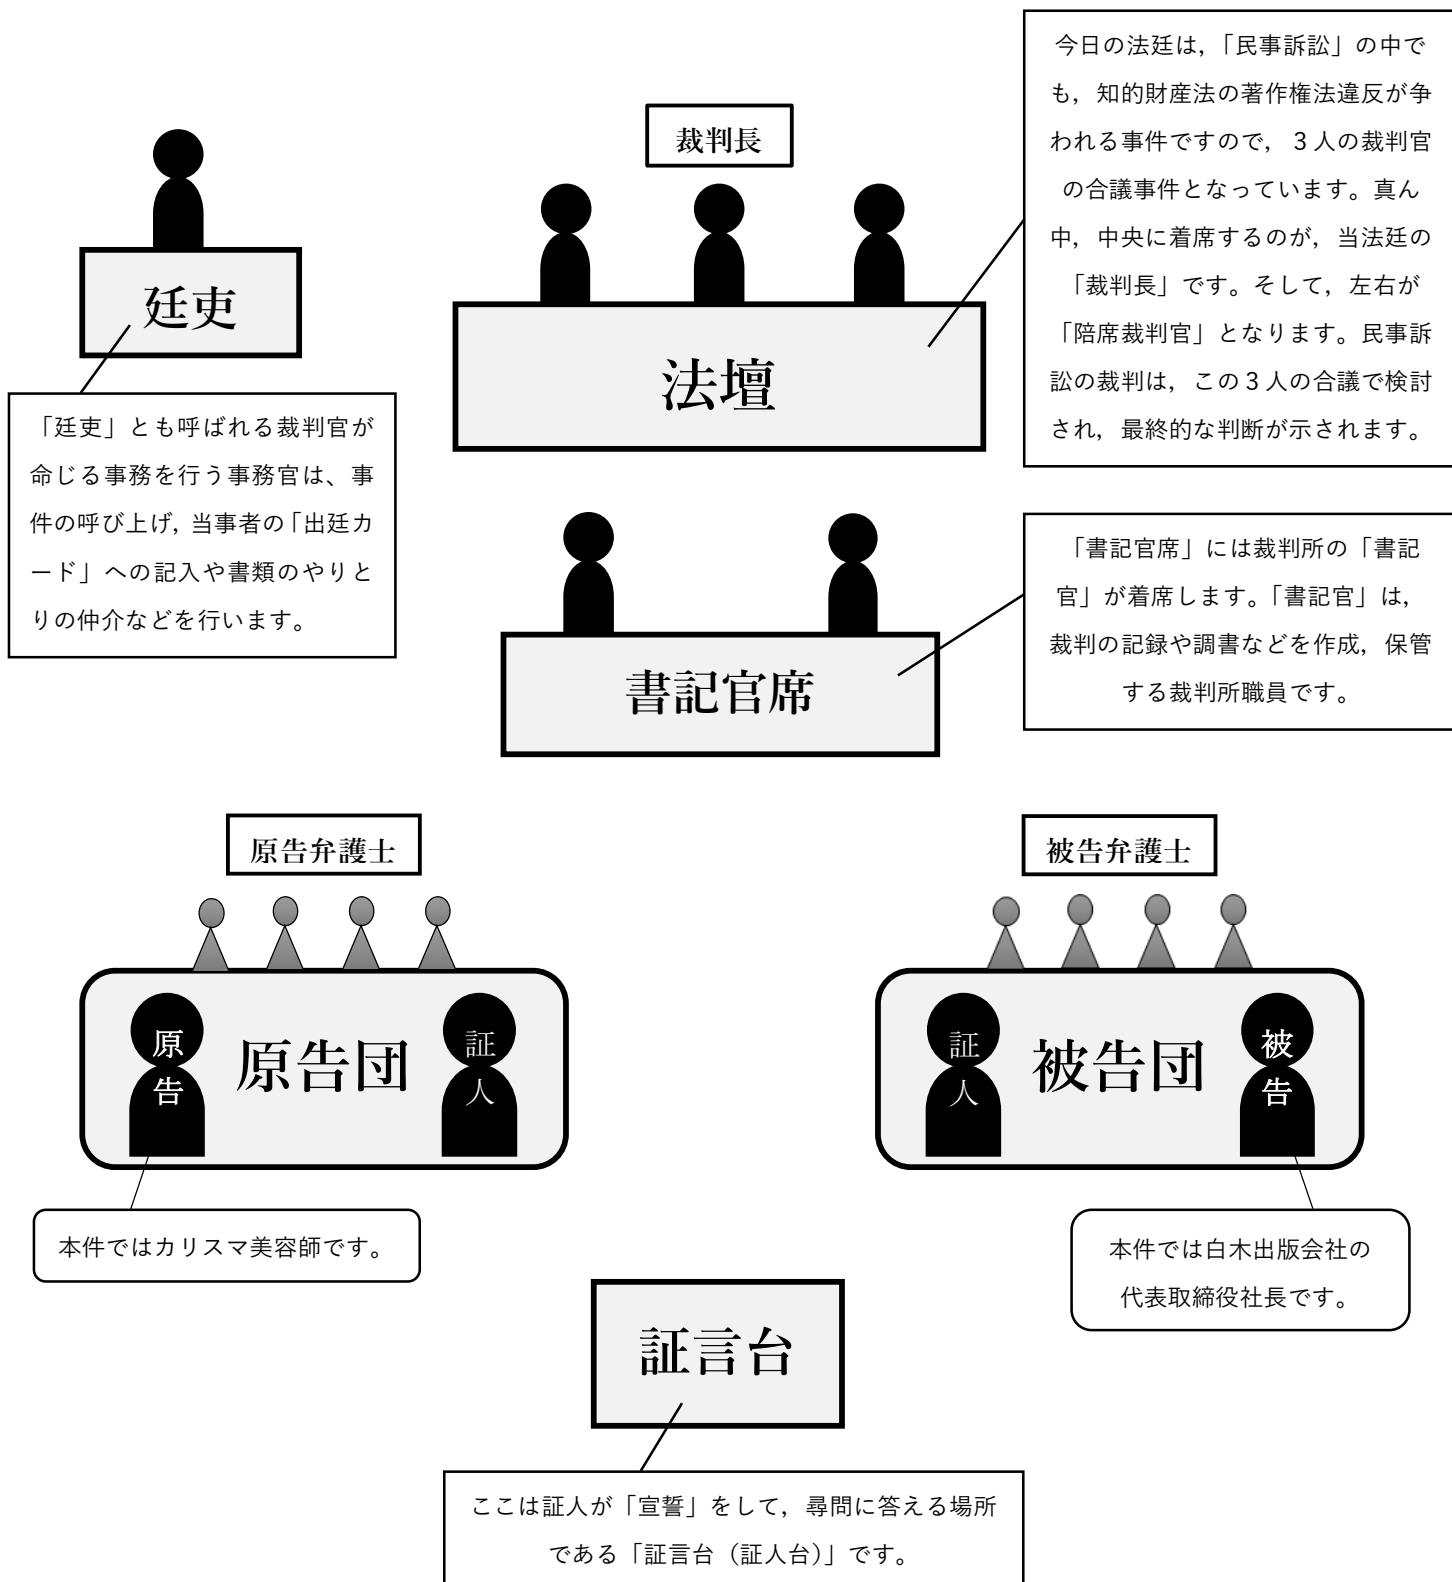 今日の法廷は，「民事訴訟」の中で
も，知的財産法の著作権法違反が争
われる事件ですので，３人の裁判官
の合議事件となっています。真ん
中，中央に着席するのが，当法廷の
「裁判長」です。そして，左右が
「陪席裁判官」となります。民事訴
訟の裁判は，この３人の合議で検討
され，最終的な判断が示されます。
裁判長
廷吏
法壇
「廷吏」とも呼ばれる裁判官が
命じる事務を行う事務官は、事
件の呼び上げ，当事者の「出廷カ
ード」への記入や書類のやりと
りの仲介などを行います。
「書記官席」には裁判所の「書記
官」が着席します。「書記官」は，
裁判の記録や調書などを作成，保管
する裁判所職員です。
書記官席
原告弁護士
被告弁護士
原告
原告団
証人
証人
被告団
被告
本件ではカリスマ美容師です。
本件では白木出版会社の
代表取締役社長です。
証言台
ここは証人が「宣誓」をして，尋問に答える場所
である「証言台（証人台）」です。